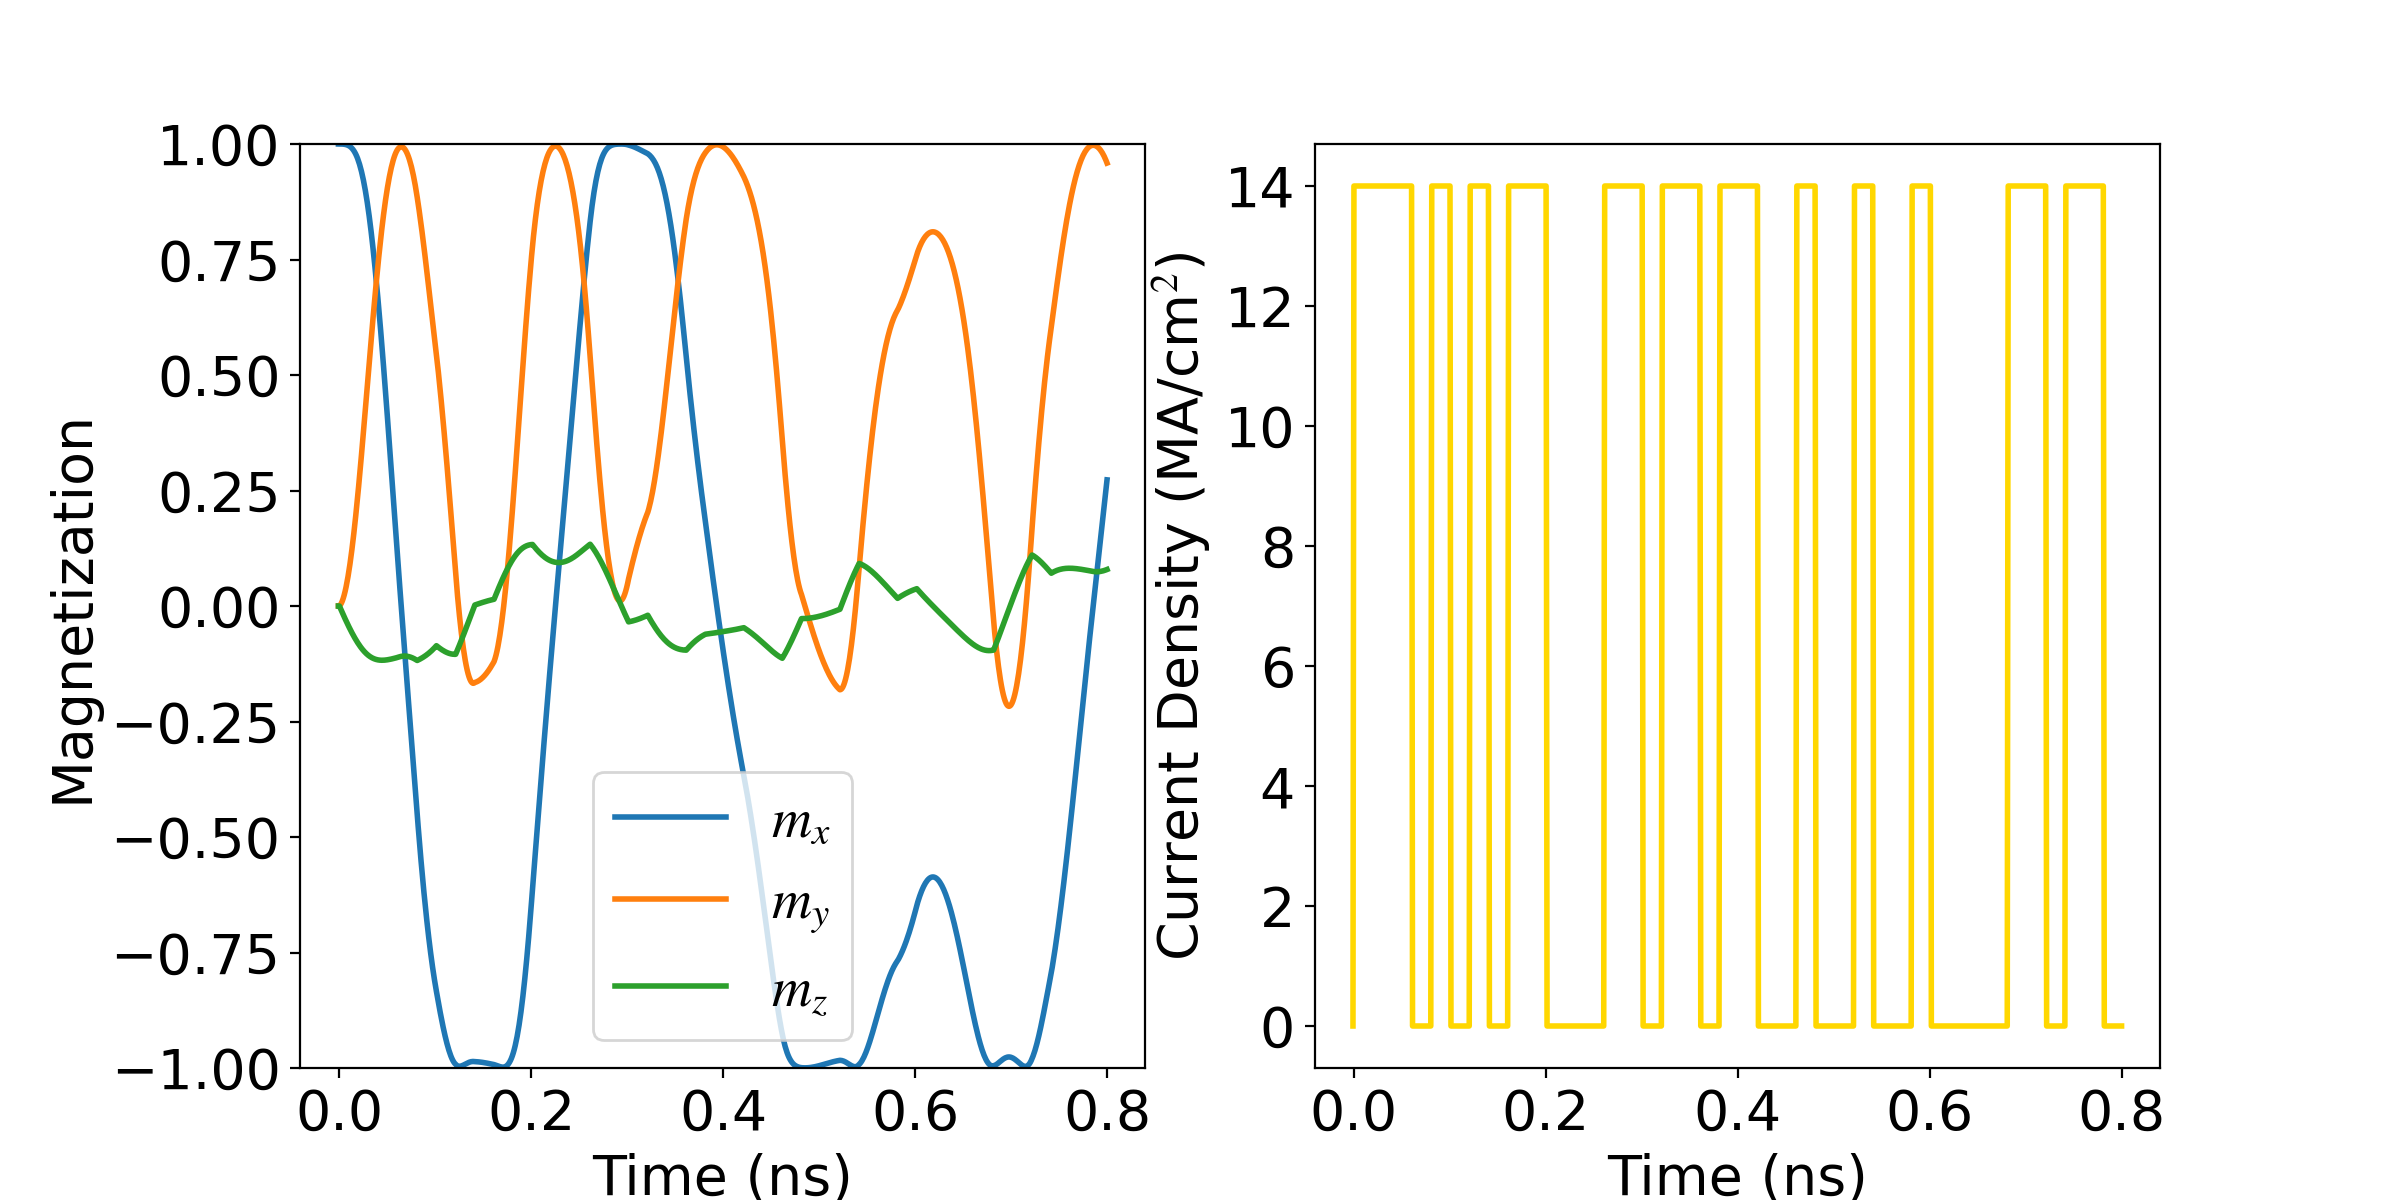 1.00
0.75
0.50
0.25
0.00
−0.25
−0.50
−0.75
−1.00
Magnetization
0.0 0.2 0.4 0.6 0.8
Time (ns)
m_x
m_y
m_z
14
12
10
8
6
4
2
0
Current Density (MA/cm²)
0.0 0.2 0.4 0.6 0.8
Time (ns)